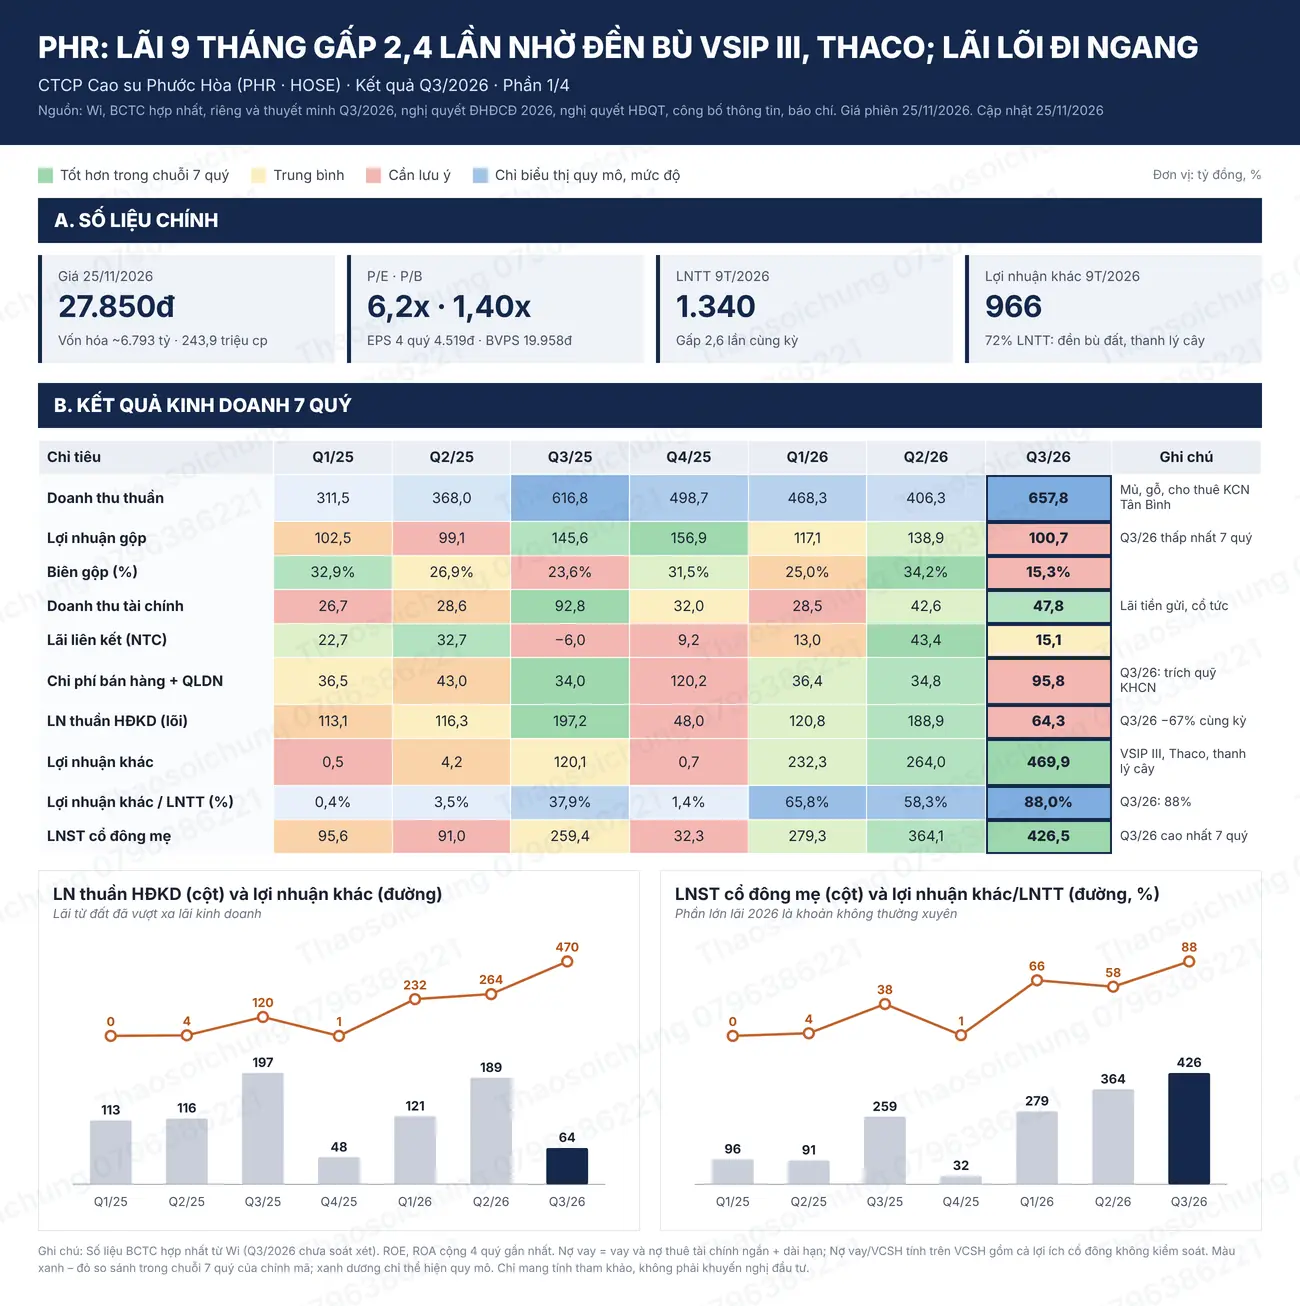 PHR: LÃI 9 THÁNG GẤP 2,4 LẦN NHỜ ĐỀN BÙ VSIP III, THACO; LÃI LÕI ĐI NGANG
CTCP Cao su Phước Hòa (PHR · HOSE) · Kết quả Q3/2026 · Phần 1/4
Nguồn: Wi, BCTC hợp nhất, riêng và thuyết minh Q3/2026, nghị quyết ĐHĐCĐ 2026, nghị quyết HĐQT, công bố thông tin, báo chí. Giá phiên 25/11/2026. Cập nhật 25/11/2026
Tốt hơn trong chuỗi 7 quý Trung bình Cần lưu ý Chỉ biểu thị quy mô, mức độ Đơn vị: tỷ đồng, %
A. SỐ LIỆU CHÍNH
Giá 25/11/2026
27.850đ
Vốn hóa ~6.793 tỷ · 243,9 triệu cp
P/E · P/B
6,2x · 1,40x
EPS 4 quý 4.519đ · BVPS 19.958đ
LNTT 9T/2026
1.340
Gấp 2,6 lần cùng kỳ
Lợi nhuận khác 9T/2026
966
72% LNTT: đền bù đất, thanh lý cây
B. KẾT QUẢ KINH DOANH 7 QUÝ
Chỉ tiêu Q1/25 Q2/25 Q3/25 Q4/25 Q1/26 Q2/26 Q3/26 Ghi chú
Doanh thu thuần 311,5 368,0 616,8 498,7 468,3 406,3 657,8 Mủ, gỗ, cho thuê KCN
Tân Bình
Lợi nhuận gộp 102,5 99,1 145,6 156,9 117,1 138,9 100,7 Q3/26 thấp nhất 7 quý
Biên gộp (%) 32,9% 26,9% 23,6% 31,5% 25,0% 34,2% 15,3%
Doanh thu tài chính 26,7 28,6 92,8 32,0 28,5 42,6 47,8 Lãi tiền gửi, cổ tức
Lãi liên kết (NTC) 22,7 32,7 −6,0 9,2 13,0 43,4 15,1
Chi phí bán hàng + QLDN 36,5 43,0 34,0 120,2 36,4 34,8 95,8 Q3/26: trích quỹ
KHCN
LN thuần HĐKD (lõi) 113,1 116,3 197,2 48,0 120,8 188,9 64,3 Q3/26 −67% cùng kỳ
Lợi nhuận khác 0,5 4,2 120,1 0,7 232,3 264,0 469,9 VSIP III, Thaco, thanh
lý cây
Lợi nhuận khác / LNTT (%) 0,4% 3,5% 37,9% 1,4% 65,8% 58,3% 88,0% Q3/26: 88%
LNST cổ đông mẹ 95,6 91,0 259,4 32,3 279,3 364,1 426,5 Q3/26 cao nhất 7 quý
LN thuần HĐKD (cột) và lợi nhuận khác (đường)
Lãi từ đất đã vượt xa lãi kinh doanh
0 4 120 1 232 264 470
113 116 197 48 121 189 64
Q1/25 Q2/25 Q3/25 Q4/25 Q1/26 Q2/26 Q3/26
LNST cổ đông mẹ (cột) và lợi nhuận khác/LNTT (đường, %)
Phần lớn lãi 2026 là khoản không thường xuyên
0 4 38 1 66 58 88
96 91 259 32 279 364 426
Q1/25 Q2/25 Q3/25 Q4/25 Q1/26 Q2/26 Q3/26
Ghi chú: Số liệu BCTC hợp nhất từ Wi (Q3/2026 chưa soát xét). ROE, ROA cộng 4 quý gần nhất. Nợ vay = vay và nợ thuê tài chính ngắn + dài hạn; Nợ vay/VCSH tính trên VCSH gồm cả lợi ích cổ đông không kiểm soát. Màu
xanh – đỏ so sánh trong chuỗi 7 quý của chính mã; xanh dương chỉ thể hiện quy mô. Chỉ mang tính tham khảo, không phải khuyến nghị đầu tư.
Thaosoichung 0796386221